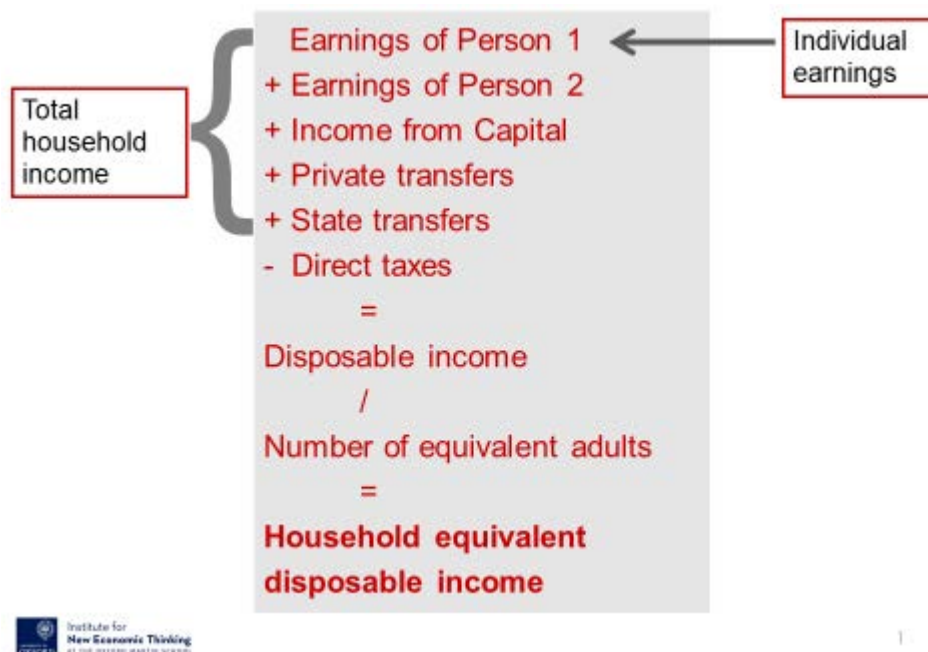 Total
household
income
Earnings of Person 1
+ Earnings of Person 2
+ Income from Capital
+ Private transfers
+ State transfers
- Direct taxes
=
Disposable income
/
Number of equivalent adults
=
Household equivalent
disposable income
Individual
earnings
Institute for
New Economic Thinking
1